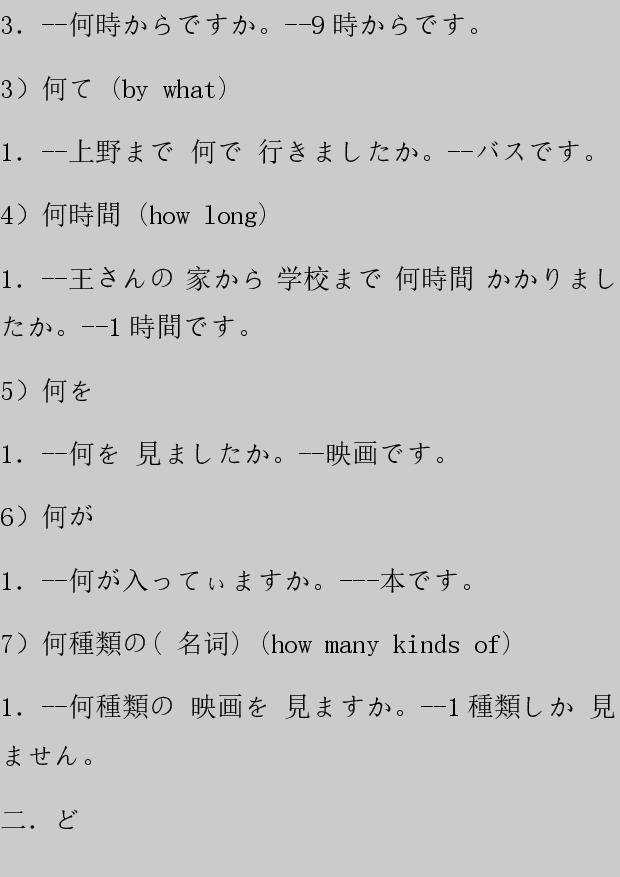 3．--何時からですか。--9 時からです。
3）何て（by what）
1．--上野まで 何で 行きましたか。--バスです。
4）何時間（how long）
1．--王さんの 家から 学校まで 何時間 かかりまし
たか。--1 時間です。
5）何を
1．--何を 見ましたか。--映画です。
6）何が
1．--何が入ってぃますか。---本です。
7）何種類の( 名词)（how many kinds of）
1．--何種類の 映画を 見ますか。--1 種類しか 見
ません。
二．ど